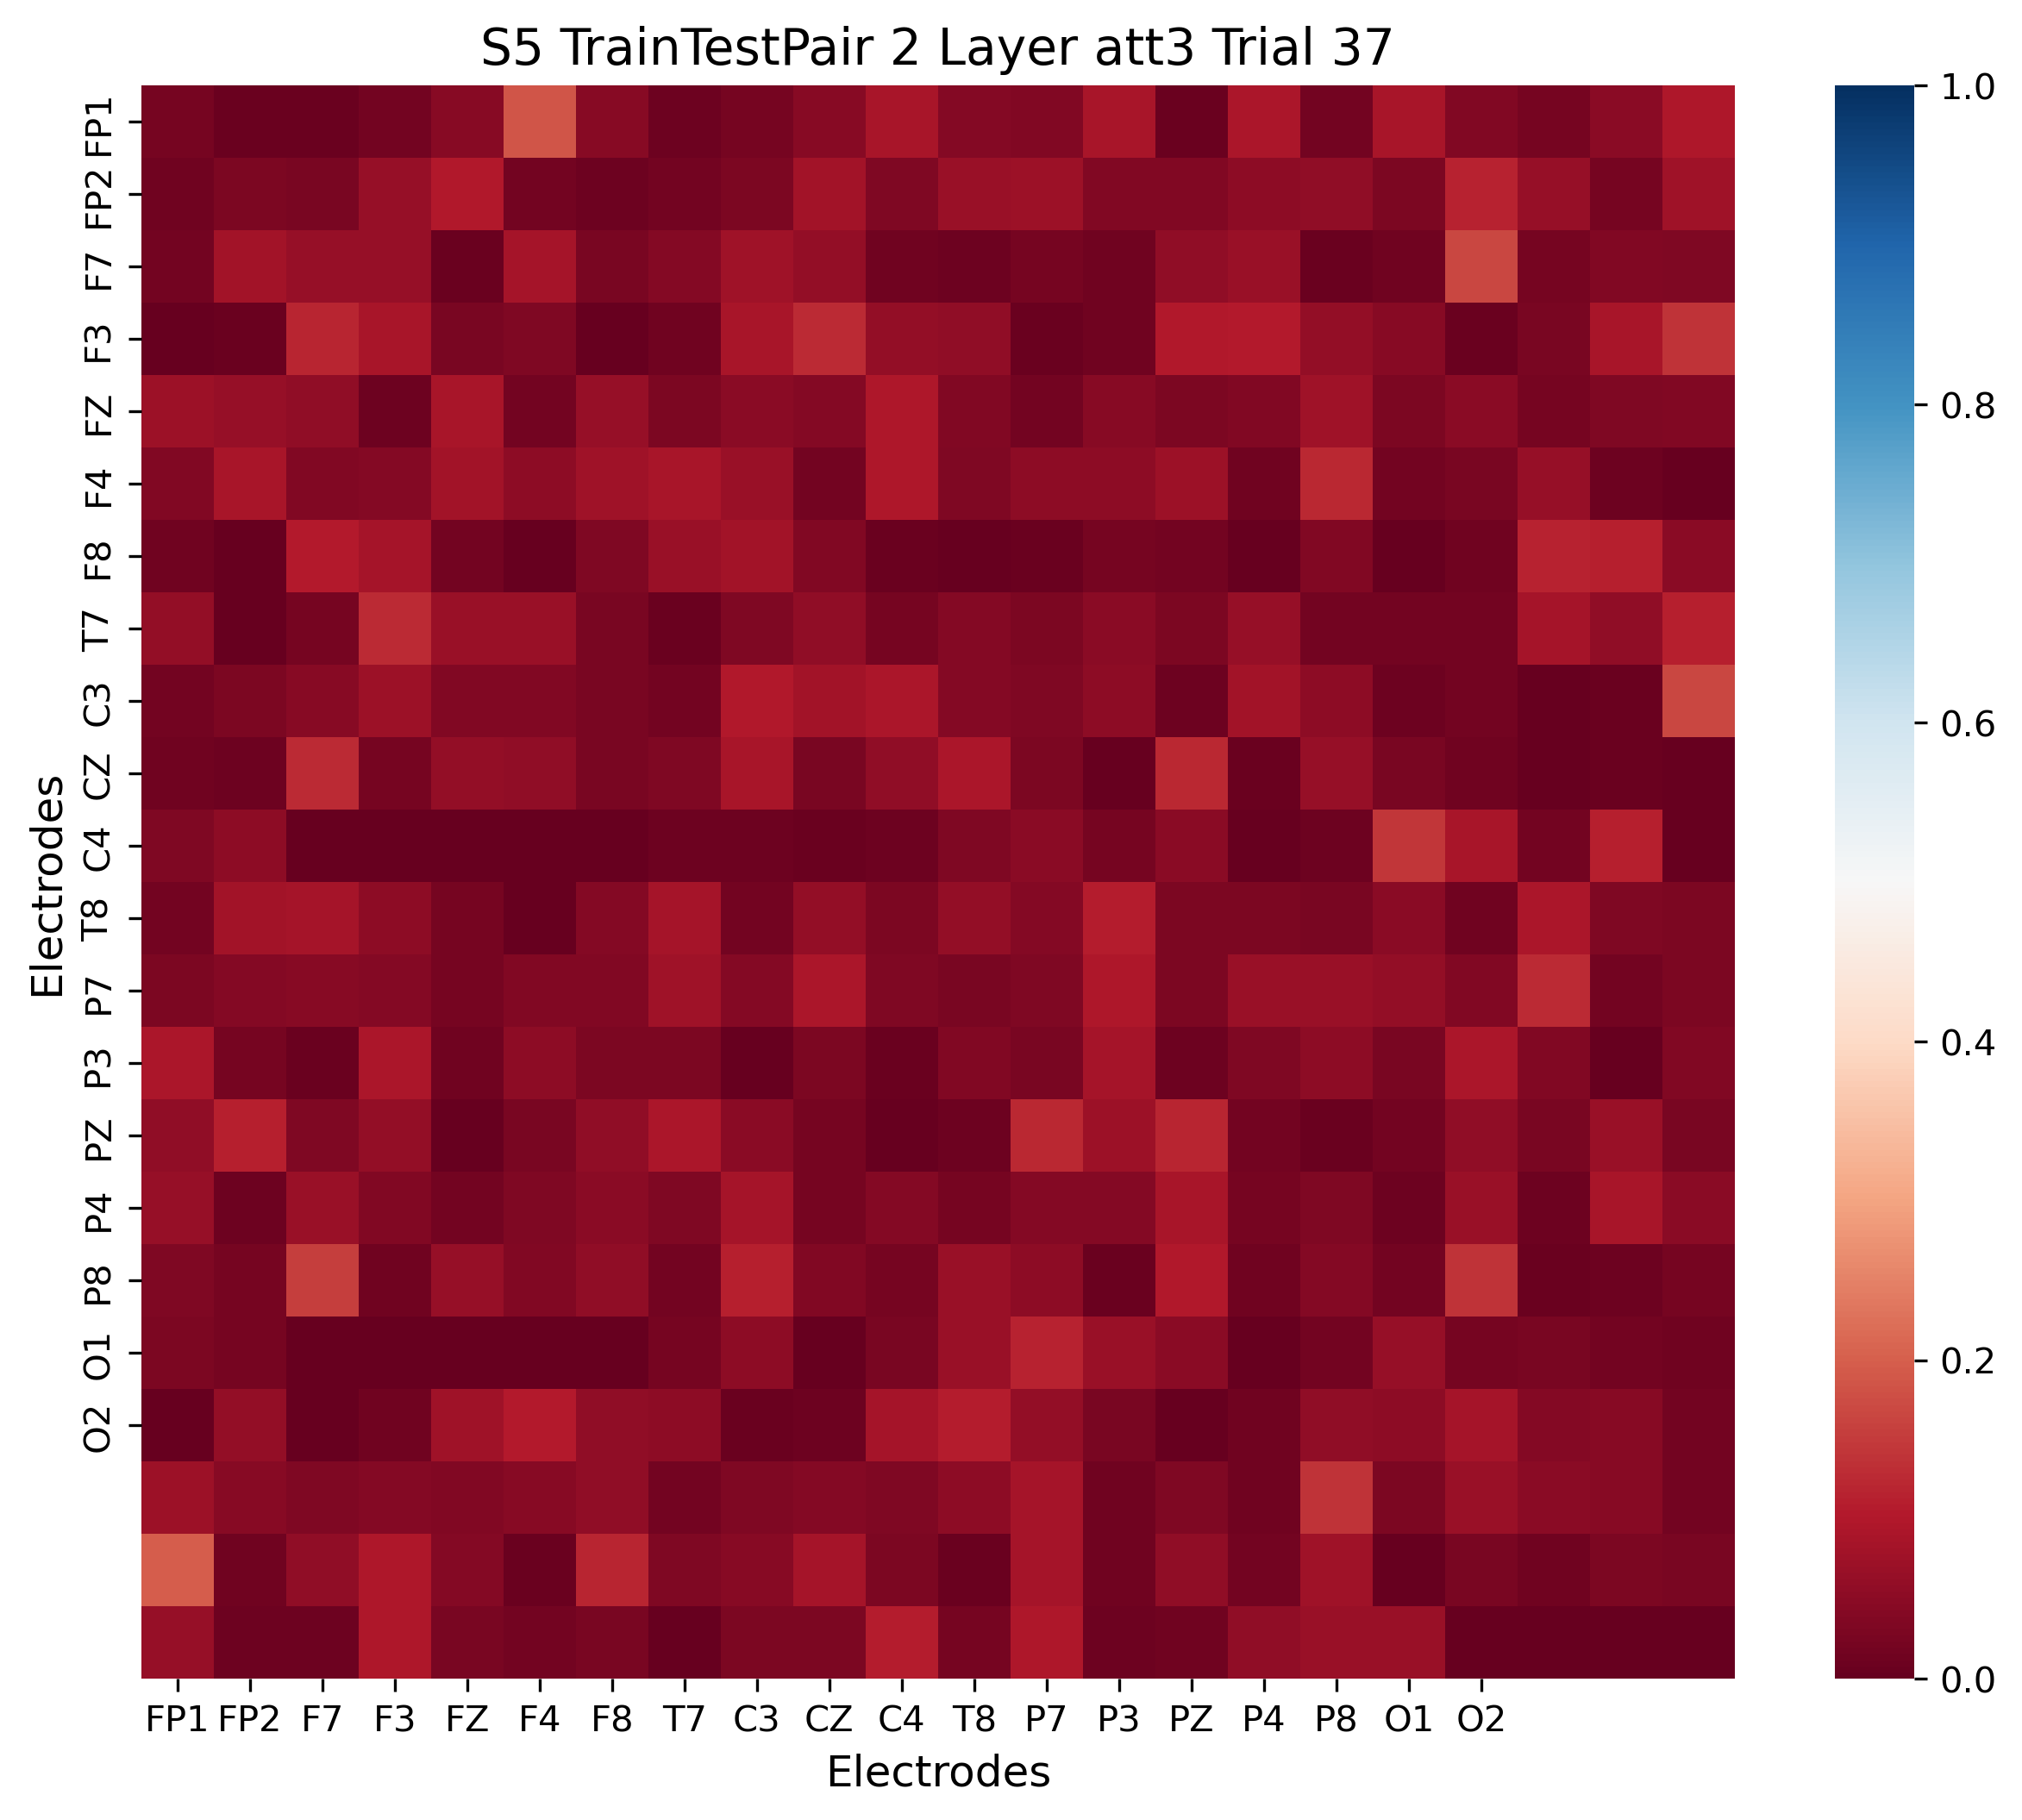 S5 TrainTestPair 2 Layer att3 Trial 37
Electrodes
FP1
FP2
F7
F3
FZ
F4
F8
T7
C3
CZ
C4
T8
P7
P3
PZ
P4
P8
O1
O2
FP1 FP2 F7 F3 FZ F4 F8 T7 C3 CZ C4 T8 P7 P3 PZ P4 P8 O1 O2
Electrodes
1.0
0.8
0.6
0.4
0.2
0.0